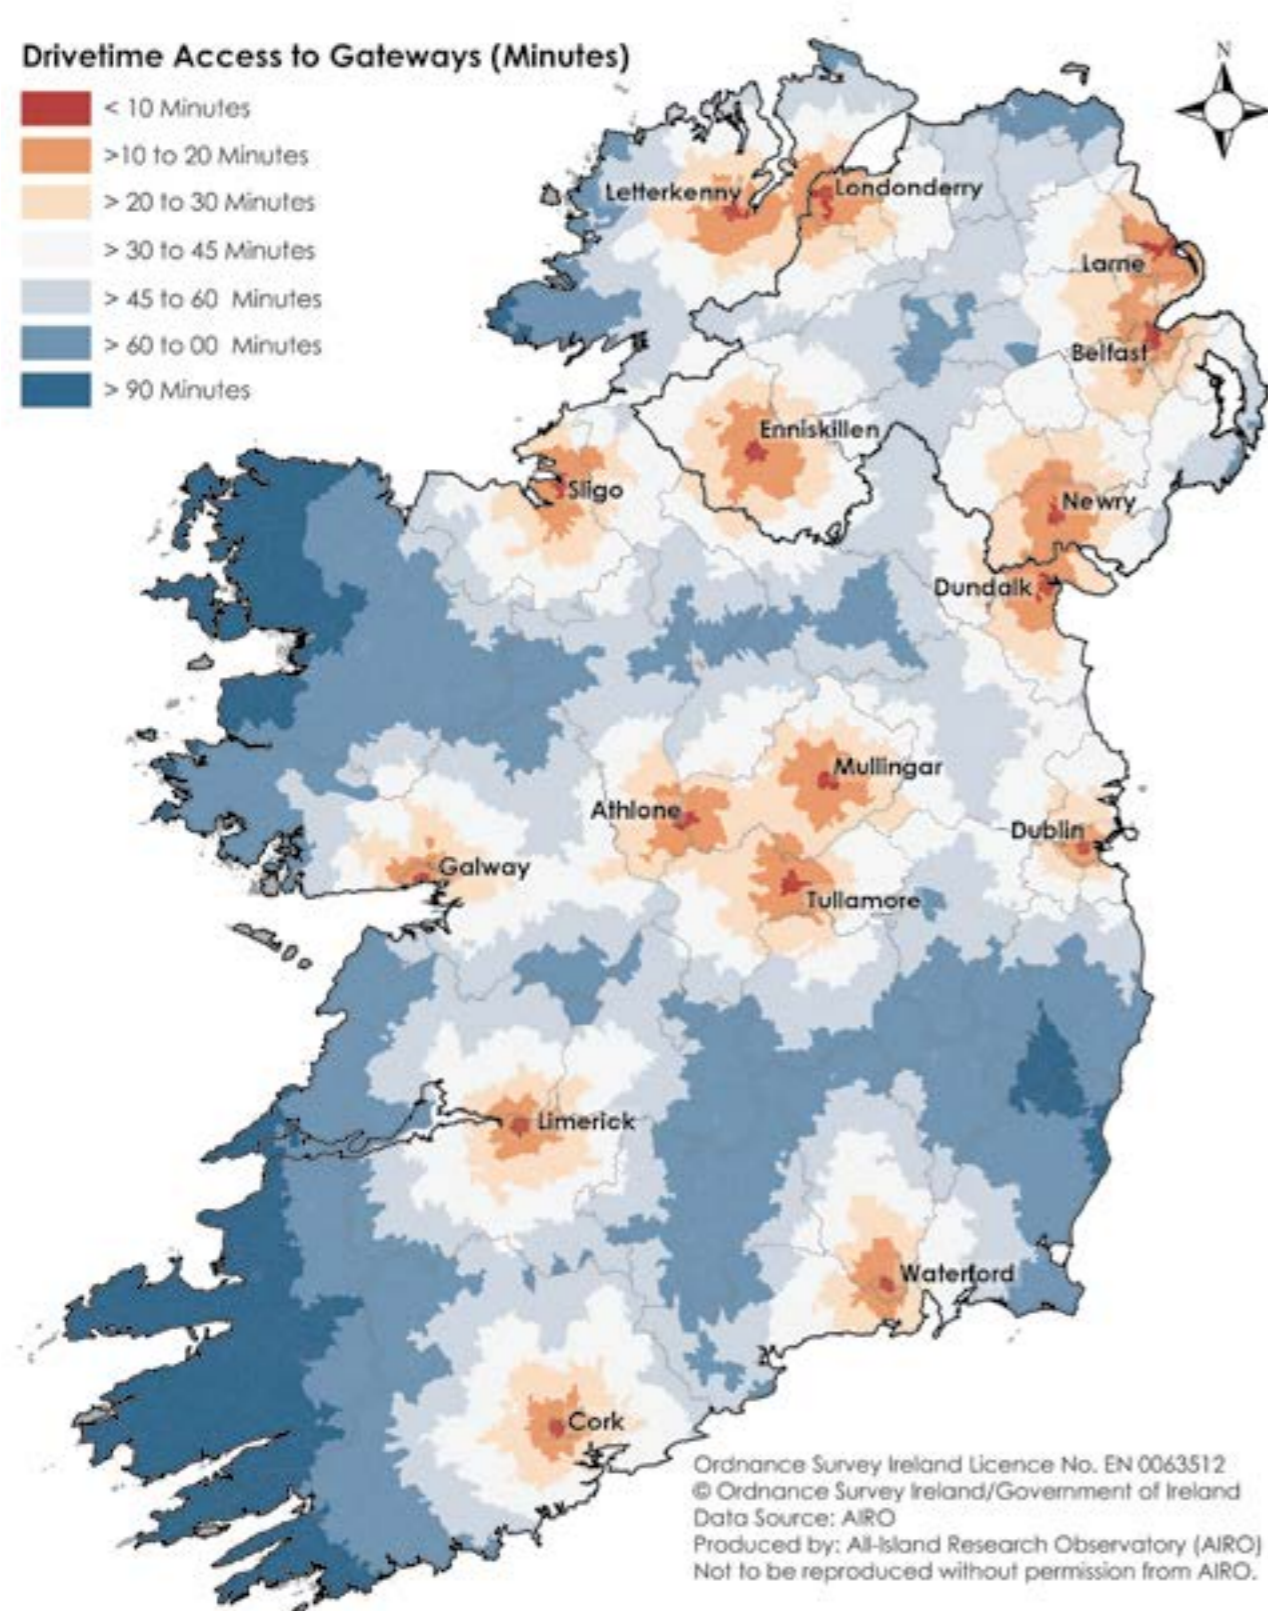 Drivetime Access to Gateways (Minutes)
N
< 10 Minutes
>10 to 20 Minutes
> 20 to 30 Minutes
> 30 to 45 Minutes
> 45 to 60 Minutes
> 60 to 00 Minutes
> 90 Minutes
Letterkenny
Londonderry
Larne
Belfast
Enniskillen
Sligo
Newry
Dundalk
Mullingar
Athlone
Dublin
Galway
Tullamore
Limerick
Waterford
Cork
Ordnance Survey Ireland Licence No. EN 0063512
© Ordnance Survey Ireland/Government of Ireland
Data Source: AIRO
Produced by: All-Island Research Observatory (AIRO)
Not to be reproduced without permission from AIRO.